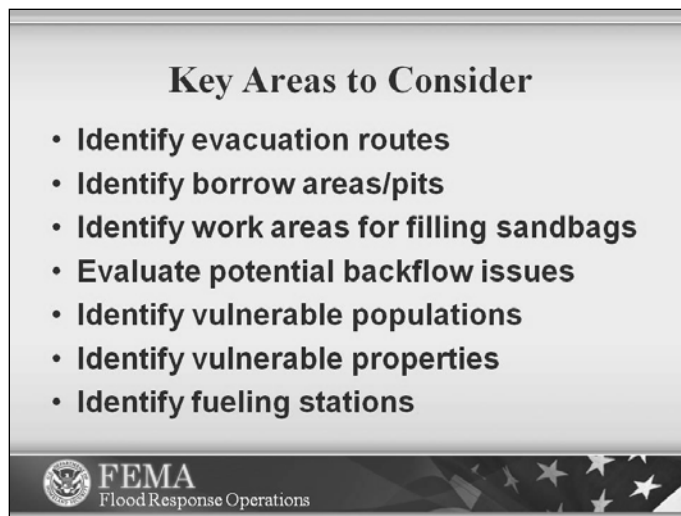 Key Areas to Consider
• Identify evacuation routes
• Identify borrow areas/pits
• Identify work areas for filling sandbags
• Evaluate potential backflow issues
• Identify vulnerable populations
• Identify vulnerable properties
• Identify fueling stations
FEMA
Flood Response Operations